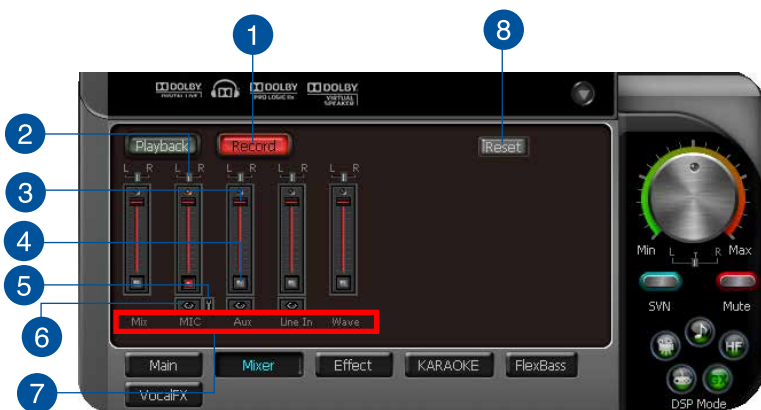 1
8
DOLBY DIGITAL LIVE
DOLBY PRO LOGIC IIx
DOLBY VIRTUAL SPEAKER
2
Playback
Record
Reset
L R L R L R L R L R
3
4
5
6
7
Mix MIC Aux Line In Wave
Min L T R Max
SVN Mute
HF
EX
DSP Mode
Main Mixer Effect KARAOKE FlexBass
VocalFX